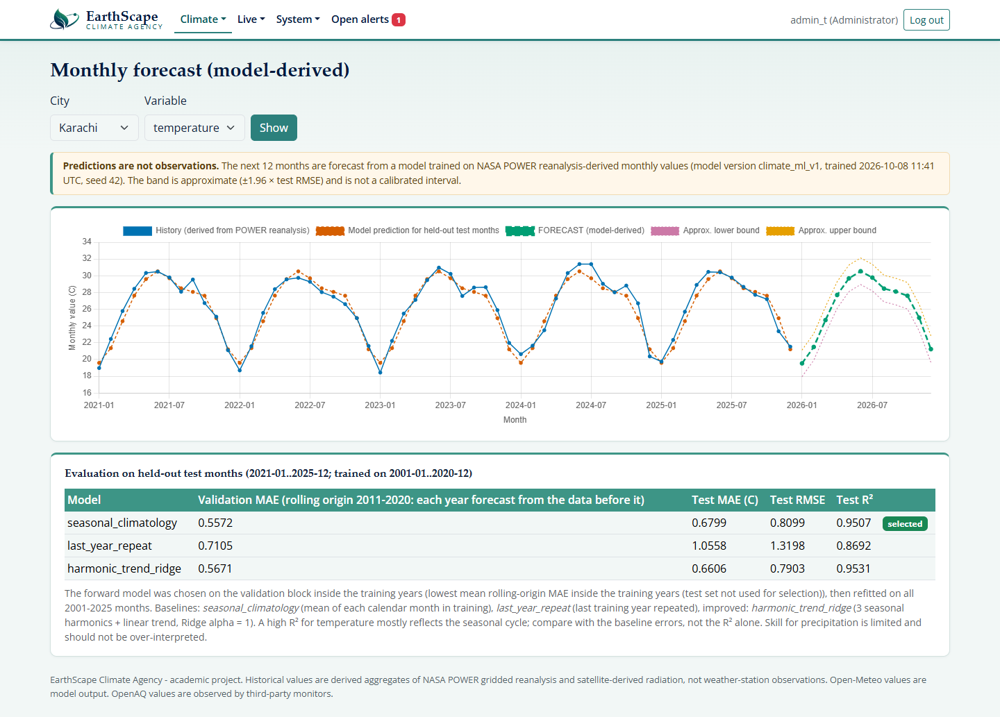 EarthScape
CLIMATE AGENCY
Climate Live System Open alerts 1
admin_t (Administrator) Log out
Monthly forecast (model-derived)
City Variable
Karachi temperature Show
Predictions are not observations. The next 12 months are forecast from a model trained on NASA POWER reanalysis-derived monthly values (model version climate_ml_v1, trained 2026-10-08 11:41
UTC, seed 42). The band is approximate (±1.96 × test RMSE) and is not a calibrated interval.
History (derived from POWER reanalysis) Model prediction for held-out test months FORECAST (model-derived) Approx. lower bound Approx. upper bound
34
32
30
28
26
24
22
20
18
16
Monthly value (C)
2021-01 2021-07 2022-01 2022-07 2023-01 2023-07 2024-01 2024-07 2025-01 2025-07 2026-01 2026-07
Month
Evaluation on held-out test months (2021-01..2025-12; trained on 2001-01..2020-12)
Model Validation MAE (rolling origin 2011-2020: each year forecast from the data before it) Test MAE (C) Test RMSE Test R²
seasonal_climatology 0.5572 0.6799 0.8099 0.9507 selected
last_year_repeat 0.7105 1.0558 1.3198 0.8692
harmonic_trend_ridge 0.5671 0.6606 0.7903 0.9531
The forward model was chosen on the validation block inside the training years (lowest mean rolling-origin MAE inside the training years (test set not used for selection)), then refitted on all
2001-2025 months. Baselines: seasonal_climatology (mean of each calendar month in training), last_year_repeat (last training year repeated), improved: harmonic_trend_ridge (3 seasonal
harmonics + linear trend, Ridge alpha = 1). A high R² for temperature mostly reflects the seasonal cycle; compare with the baseline errors, not the R² alone. Skill for precipitation is limited and
should not be over-interpreted.
EarthScape Climate Agency - academic project. Historical values are derived aggregates of NASA POWER gridded reanalysis and satellite-derived radiation, not weather-station observations. Open-Meteo values are
model output. OpenAQ values are observed by third-party monitors.